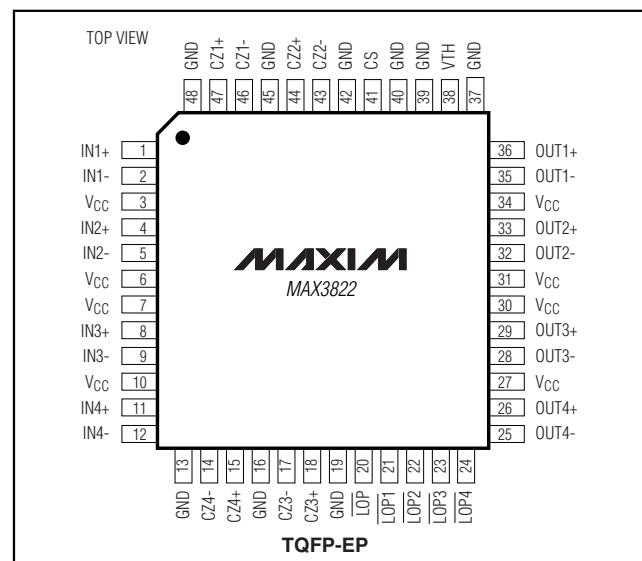 TOP VIEW
GND CZ1+ CZ1- GND CZ2+ CZ2- GND CS GND GND VTH GND
48 47 46 45 44 43 42 41 40 39 38 37
IN1+ 1
IN1- 2
VCC 3
IN2+ 4
IN2- 5
VCC 6
VCC 7
IN3+ 8
IN3- 9
VCC 10
IN4+ 11
IN4- 12
MAXIM
MAX3822
36 OUT1+
35 OUT1-
34 VCC
33 OUT2+
32 OUT2-
31 VCC
30 VCC
29 OUT3+
28 OUT3-
27 VCC
26 OUT4+
25 OUT4-
13 14 15 16 17 18 19 20 21 22 23 24
GND CZ4- CZ4+ GND CZ3- CZ3+ GND LOP LOP1 LOP2 LOP3 LOP4
TQFP-EP